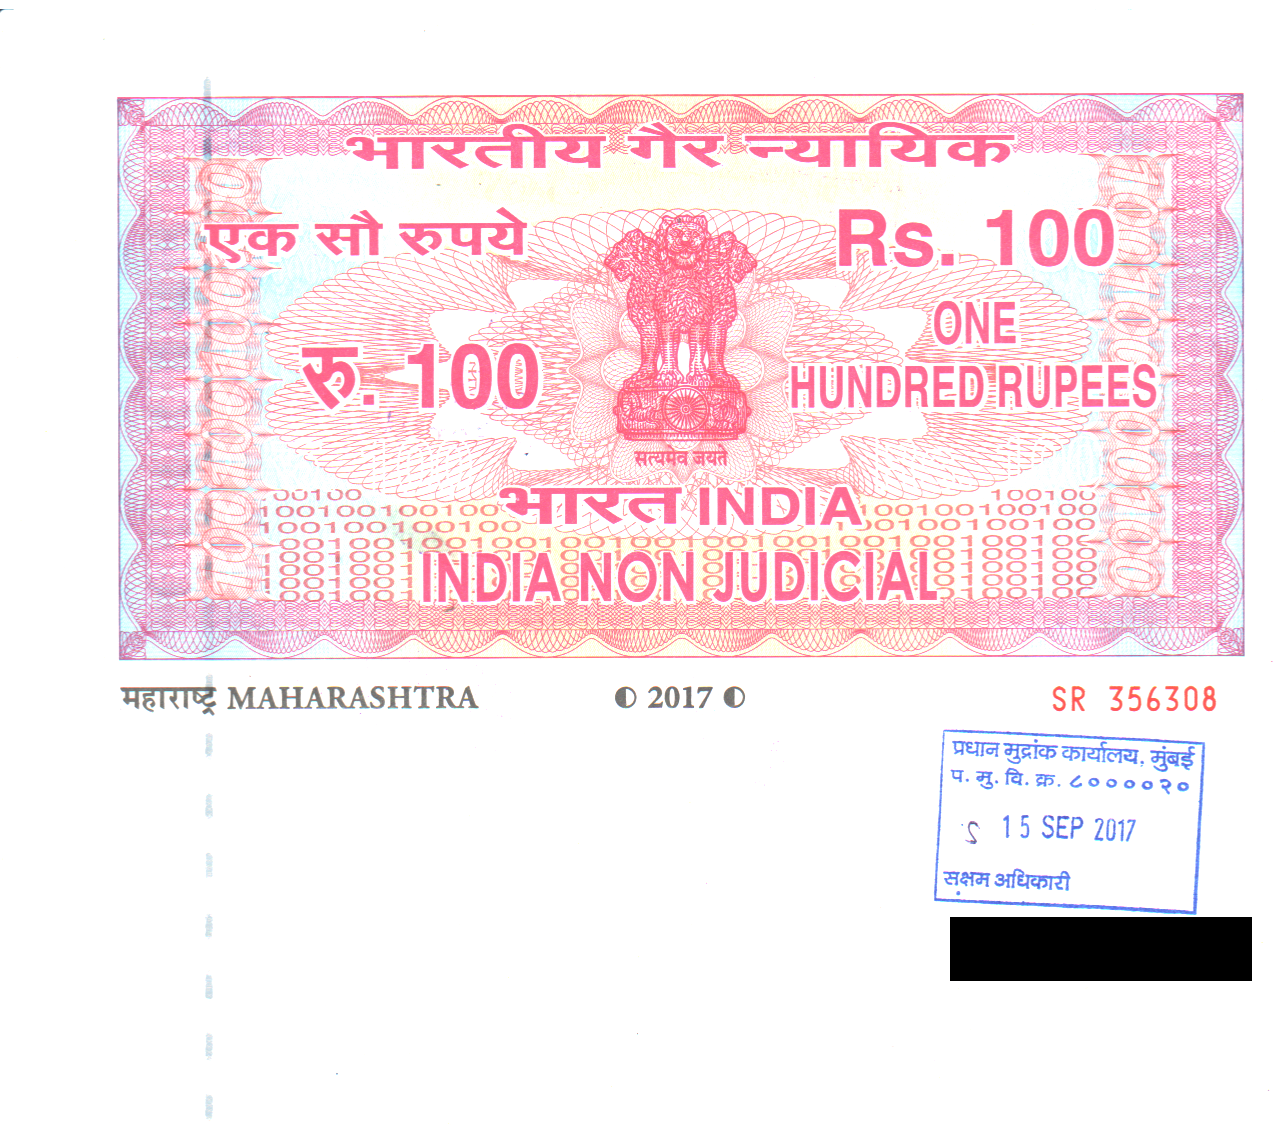 भारतीय गैर न्यायिक
एक सौ रुपये
Rs. 100
रु. 100
ONE
HUNDRED RUPEES
सत्यमेव जयते
भारत INDIA
INDIA NON JUDICIAL
महाराष्ट्र MAHARASHTRA
2017
SR 356308
प्रधान मुद्रांक कार्यालय, मुंबई
प. मु. वि. क्र. ८००००२०
15 SEP 2017
सक्षम अधिकारी